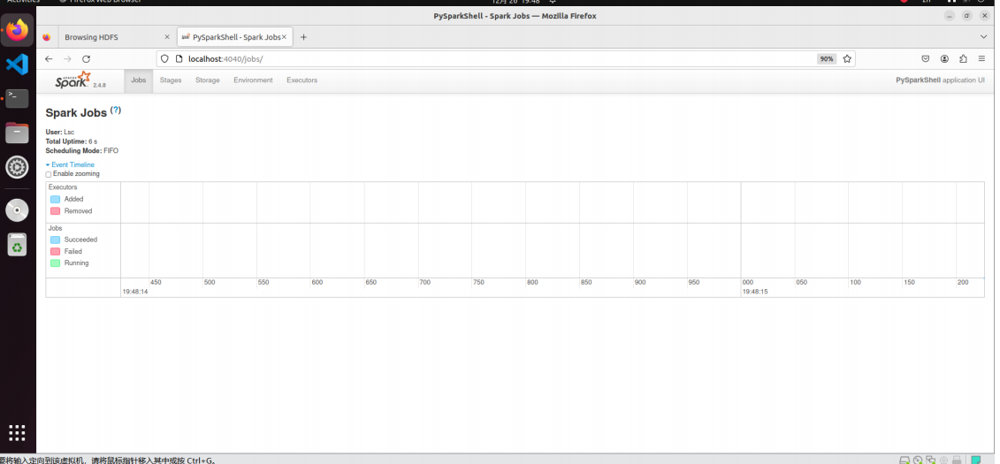 Activities
Firefox Web Browser
12月 26 19:48
zh
PySparkShell - Spark Jobs — Mozilla Firefox
Browsing HDFS
PySparkShell - Spark Jobs
localhost:4040/jobs/
90%
APACHE Spark 2.4.8
Jobs Stages Storage Environment Executors
PySparkShell application UI
Spark Jobs (?)
User: Lsc
Total Uptime: 6 s
Scheduling Mode: FIFO
Event Timeline
Enable zooming
Executors
Added
Removed
Jobs
Succeeded
Failed
Running
450 500 550 600 650 700 750 800 850 900 950 000 050 100 150 200
19:48:14 19:48:15
要将输入定向到该虚拟机，请将鼠标指针移入其中或按 Ctrl+G。